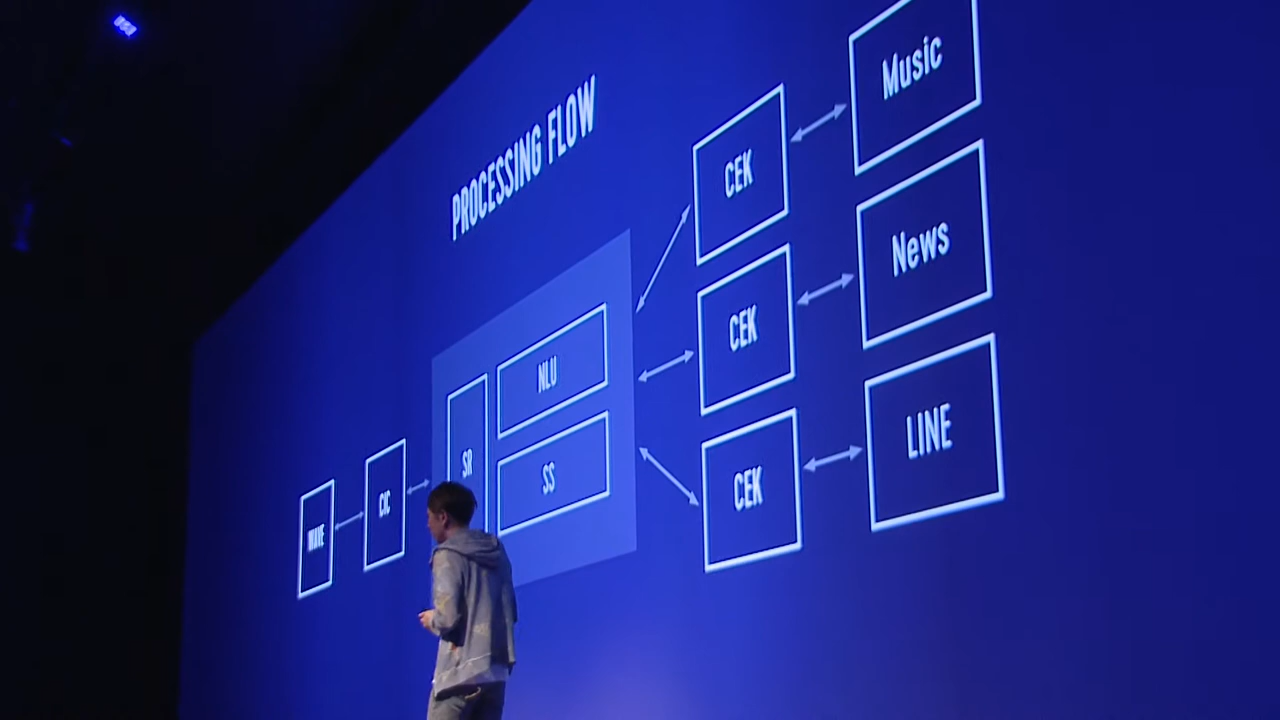 PROCESSING FLOW
WAVE
CIC
SR
NLU
SS
CEK
CEK
CEK
Music
News
LINE